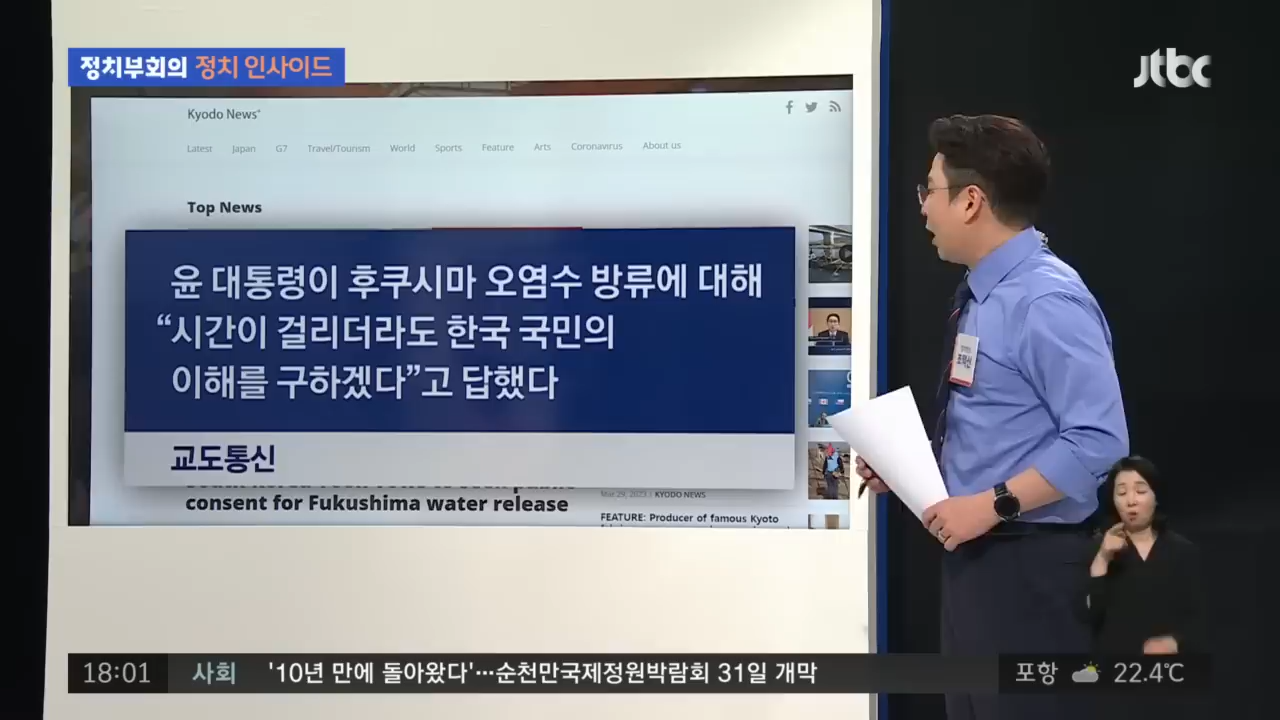 정치부회의 정치 인사이드
jtbc
Kyodo News+
Latest Japan G7 Travel/Tourism World Sports Feature Arts Coronavirus About us
Top News
윤 대통령이 후쿠시마 오염수 방류에 대해
“시간이 걸리더라도 한국 국민의
이해를 구하겠다”고 답했다
교도통신
consent for Fukushima water release
Mar 29, 2023 | KYODO NEWS
FEATURE: Producer of famous Kyoto
18:01 사회 '10년 만에 돌아왔다'…순천만국제정원박람회 31일 개막 포항 22.4℃